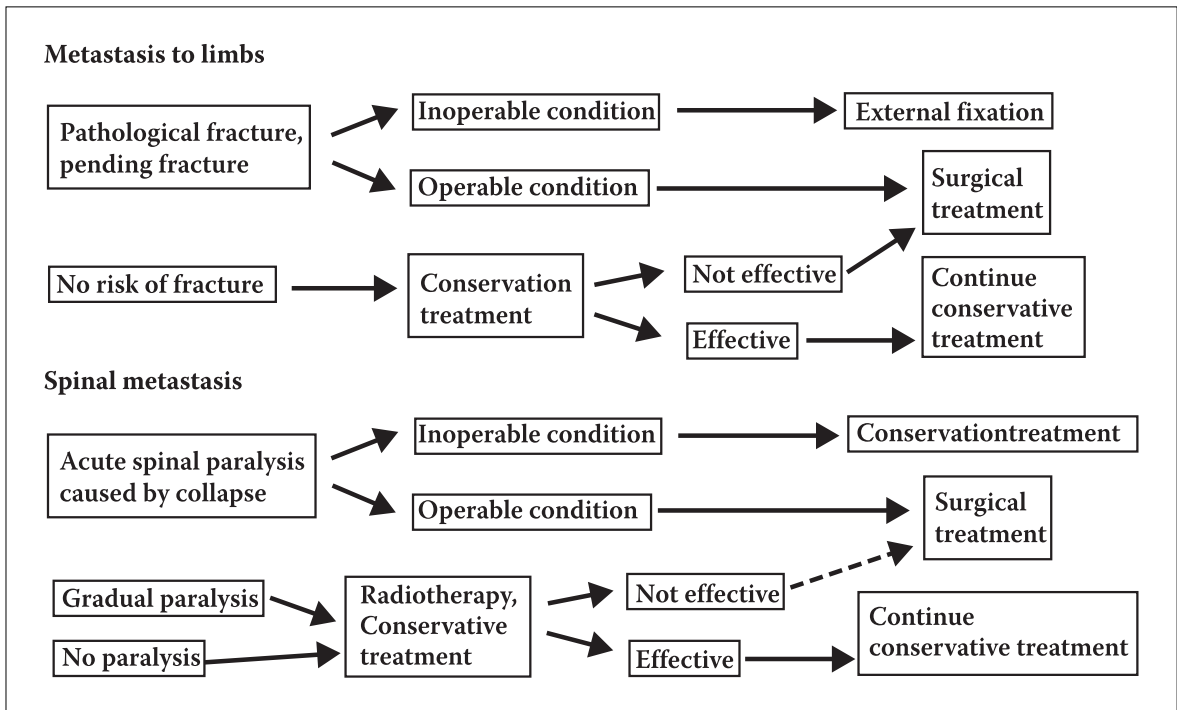 Metastasis to limbs
Pathological fracture,
pending fracture
Inoperable condition
External fixation
Operable condition
Surgical
treatment
No risk of fracture
Conservation
treatment
Not effective
Effective
Continue
conservative
treatment
Spinal metastasis
Acute spinal paralysis
caused by collapse
Inoperable condition
Conservationtreatment
Operable condition
Surgical
treatment
Gradual paralysis
No paralysis
Radiotherapy,
Conservative
treatment
Not effective
Effective
Continue
conservative treatment